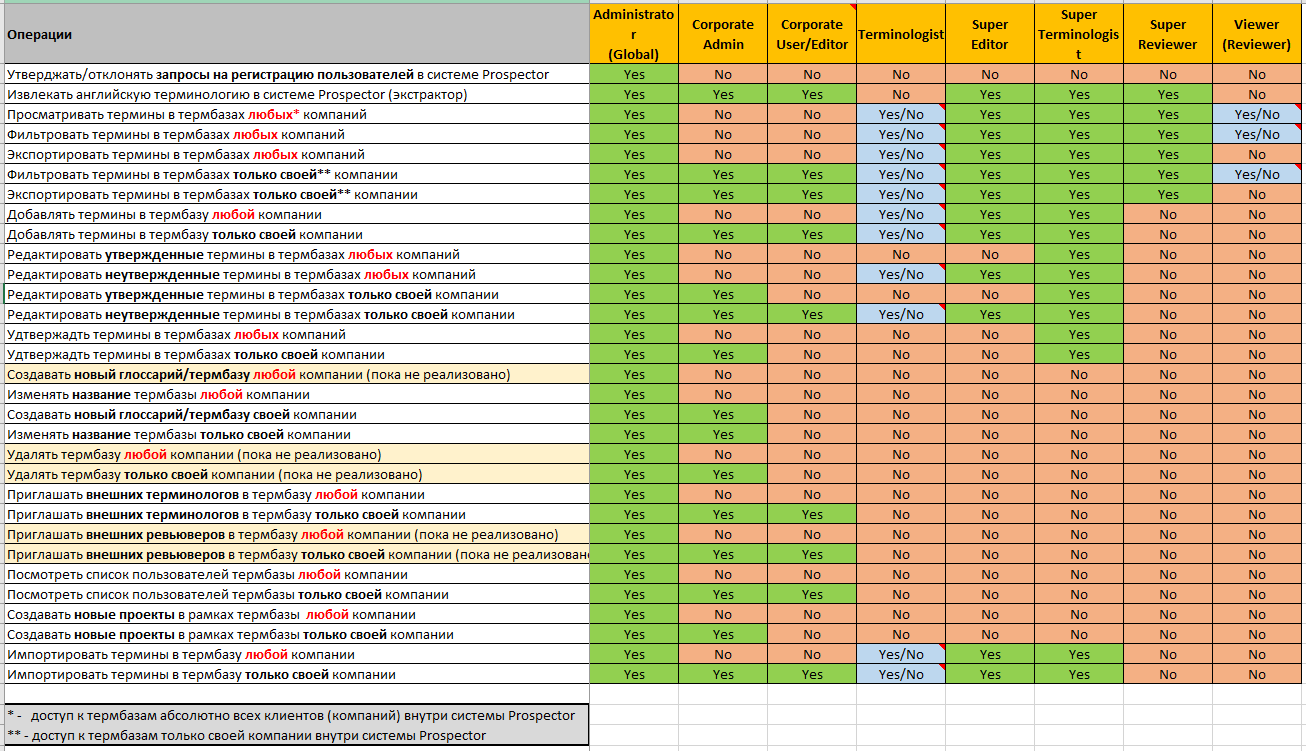 Операции Administrato r (Global) Corporate Admin Corporate User/Editor Terminologist Super Editor Super Terminologis t Super Reviewer Viewer (Reviewer)
Утверждать/отклонять запросы на регистрацию пользователей в системе Prospector Yes No No No No No No No
Извлекать английскую терминологию в системе Prospector (экстрактор) Yes Yes Yes No Yes Yes Yes No
Просматривать термины в термбазах любых* компаний Yes No No Yes/No Yes Yes Yes Yes/No
Фильтровать термины в термбазах любых компаний Yes No No Yes/No Yes Yes Yes Yes/No
Экспортировать термины в термбазах любых компаний Yes No No Yes/No Yes Yes Yes No
Фильтровать термины в термбазах только своей** компании Yes Yes Yes Yes/No Yes Yes Yes Yes/No
Экспортировать термины в термбазах только своей** компании Yes Yes Yes Yes/No Yes Yes Yes No
Добавлять термины в термбазу любой компании Yes No No Yes/No Yes Yes No No
Добавлять термины в термбазу только своей компании Yes Yes Yes Yes/No Yes Yes No No
Редактировать утвержденные термины в термбазах любых компаний Yes No No No No Yes No No
Редактировать неутвержденные термины в термбазах любых компаний Yes No No Yes/No Yes Yes No No
Редактировать утвержденные термины в термбазах только своей компании Yes Yes No No No Yes No No
Редактировать неутвержденные термины в термбазах только своей компании Yes Yes Yes Yes/No Yes Yes No No
Удтвержадть термины в термбазах любых компаний Yes No No No No Yes No No
Удтвержадть термины в термбазах только своей компании Yes Yes No No No Yes No No
Создавать новый глоссарий/термбазу любой компании (пока не реализовано) Yes No No No No No No No
Изменять название термбазы любой компании Yes No No No No No No No
Создавать новый глоссарий/термбазу своей компании Yes Yes No No No No No No
Изменять название термбазы только своей компании Yes Yes No No No No No No
Удалять термбазу любой компании (пока не реализовано) Yes No No No No No No No
Удалять термбазу только своей компании (пока не реализовано) Yes Yes No No No No No No
Приглашать внешних терминологов в термбазу любой компании Yes No No No No No No No
Приглашать внешних терминологов в термбазу только своей компании Yes Yes Yes No No No No No
Приглашать внешних ревьюверов в термбазу любой компании (пока не реализовано) Yes No No No No No No No
Приглашать внешних ревьюверов в термбазу только своей компании (пока не реализован Yes Yes Yes No No No No No
Посмотреть список пользователей термбазы любой компании Yes No No No No No No No
Посмотреть список пользователей термбазы только своей компании Yes Yes Yes No No No No No
Создавать новые проекты в рамках термбазы любой компании Yes No No No No No No No
Создавать новые проекты в рамках термбазы только своей компании Yes Yes No No No No No No
Импортировать термины в термбазу любой компании Yes No No Yes/No Yes Yes No No
Импортировать термины в термбазу только своей компании Yes Yes Yes Yes/No Yes Yes No No
* - доступ к термбазам абсолютно всех клиентов (компаний) внутри системы Prospector
** - доступ к термбазам только своей компании внутри системы Prospector